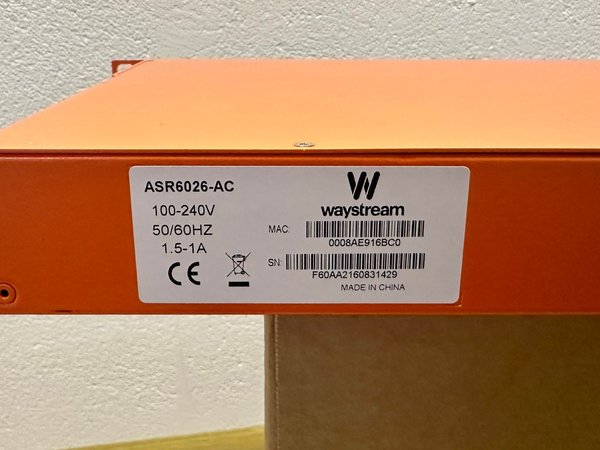 ASR6026-AC
100-240V
50/60HZ
1.5-1A
CE
waystream
MAC:
0008AE916BC0
SN:
F60AA2160831429
MADE IN CHINA